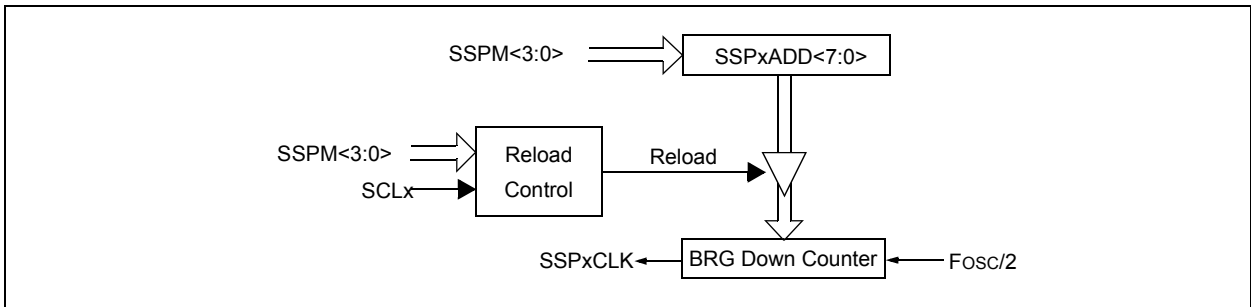 SSPM<3:0>
SSPxADD<7:0>
SSPM<3:0>
SCLx
Reload
Control
Reload
SSPxCLK
BRG Down Counter
FOSC/2